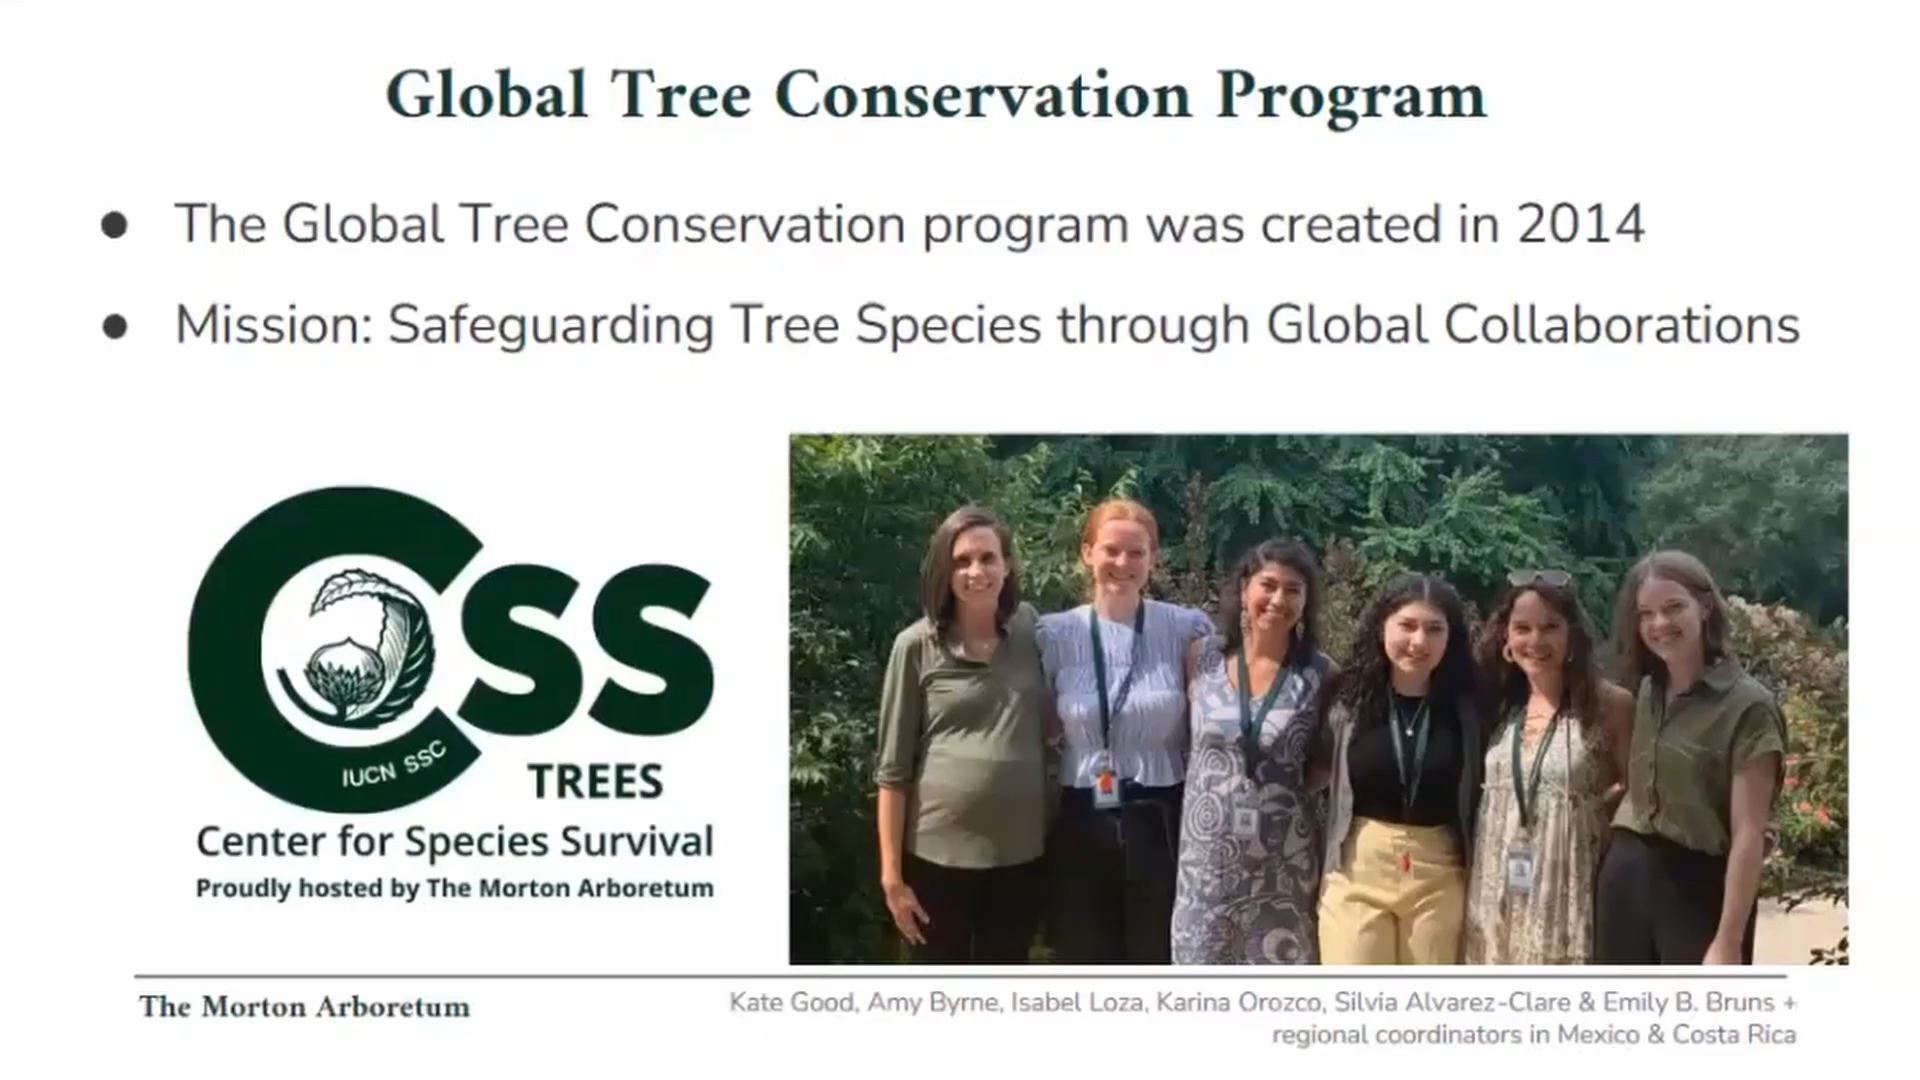 Global Tree Conservation Program
● The Global Tree Conservation program was created in 2014
● Mission: Safeguarding Tree Species through Global Collaborations
CSS
IUCN SSC
TREES
Center for Species Survival
Proudly hosted by The Morton Arboretum
The Morton Arboretum
Kate Good, Amy Byrne, Isabel Loza, Karina Orozco, Silvia Alvarez-Clare & Emily B. Bruns +
regional coordinators in Mexico & Costa Rica